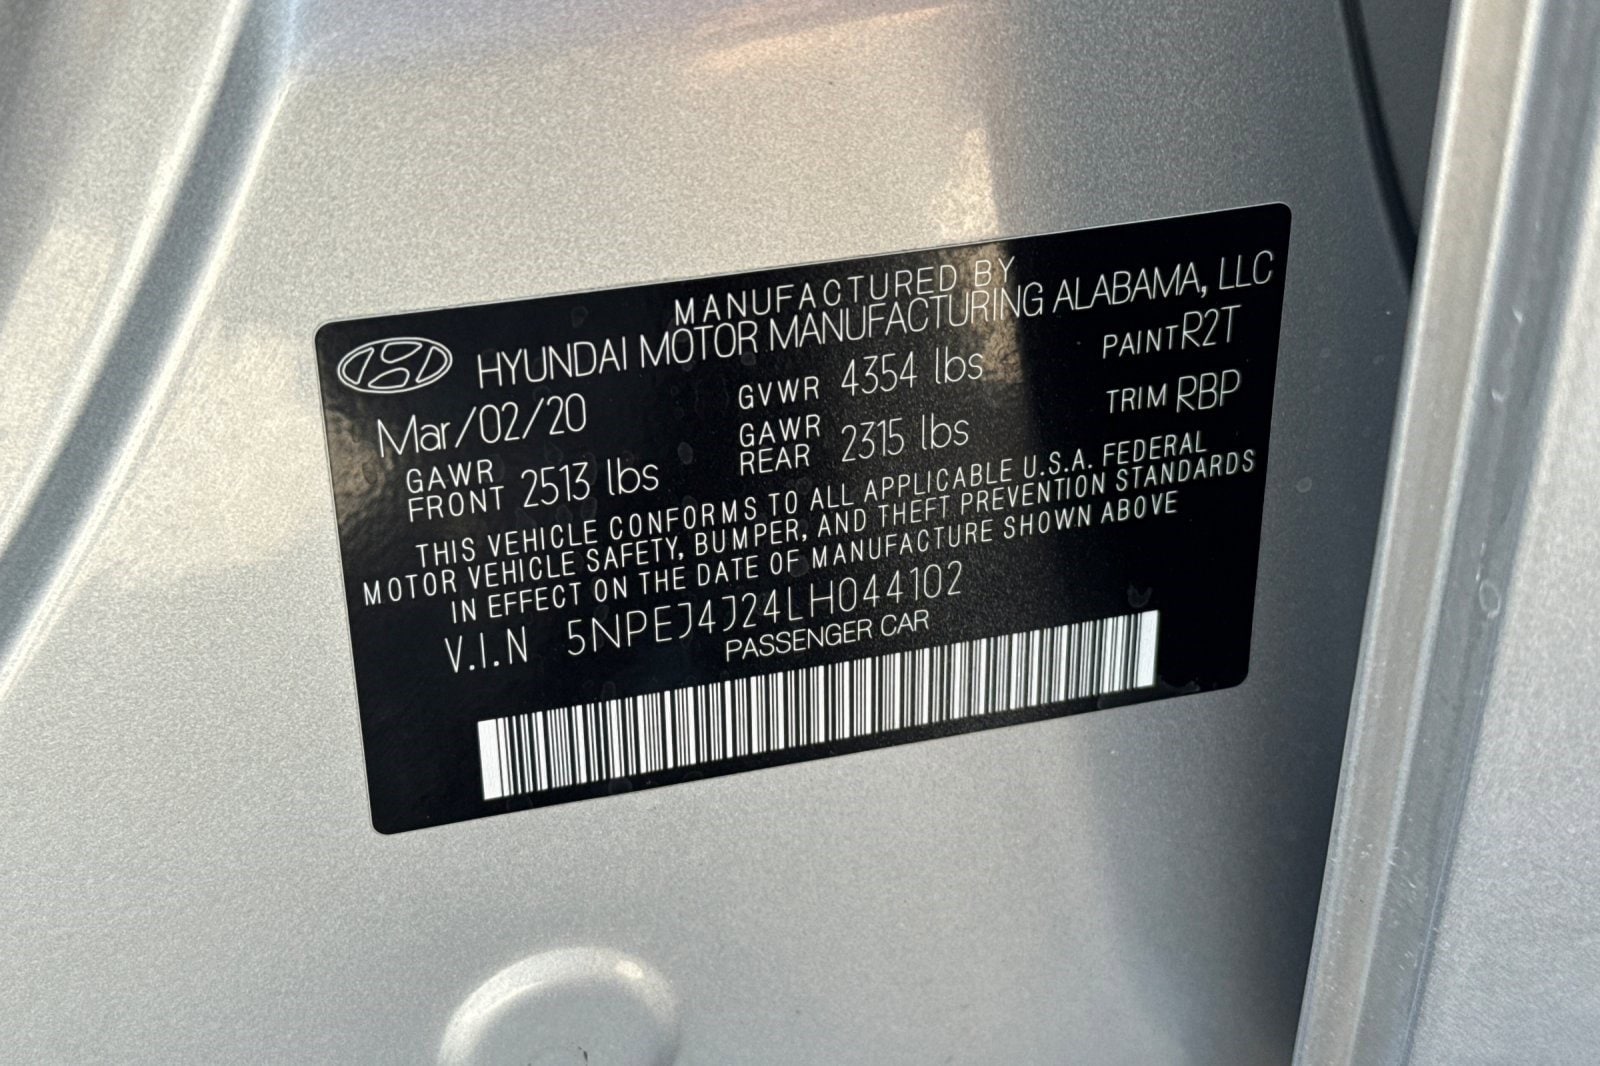 MANUFACTURED BY
HYUNDAI MOTOR MANUFACTURING ALABAMA, LLC
Mar/02/20 GVWR 4354 lbs PAINT R2T
GAWR FRONT 2513 lbs GAWR REAR 2315 lbs TRIM RBP
THIS VEHICLE CONFORMS TO ALL APPLICABLE U.S.A. FEDERAL
MOTOR VEHICLE SAFETY, BUMPER, AND THEFT PREVENTION STANDARDS
IN EFFECT ON THE DATE OF MANUFACTURE SHOWN ABOVE
V.I.N 5NPEJ4J24LH044102
PASSENGER CAR